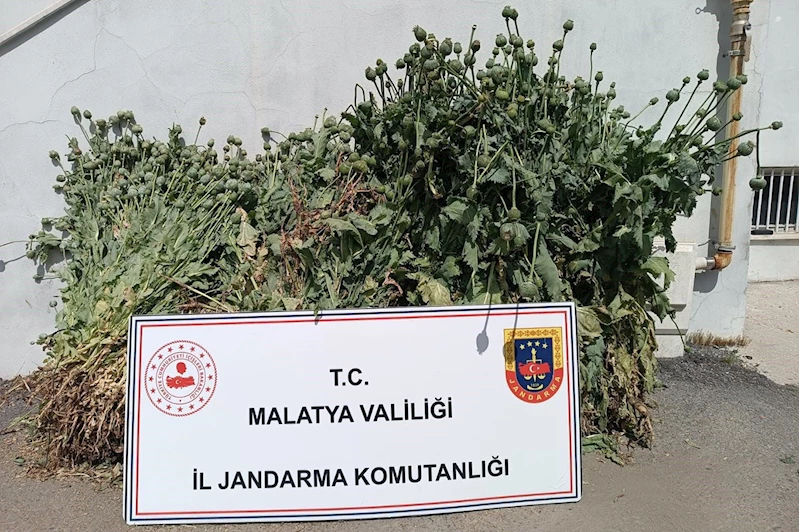 T.C.
MALATYA VALİLİĞİ
İL JANDARMA KOMUTANLIĞI
JANDARMA